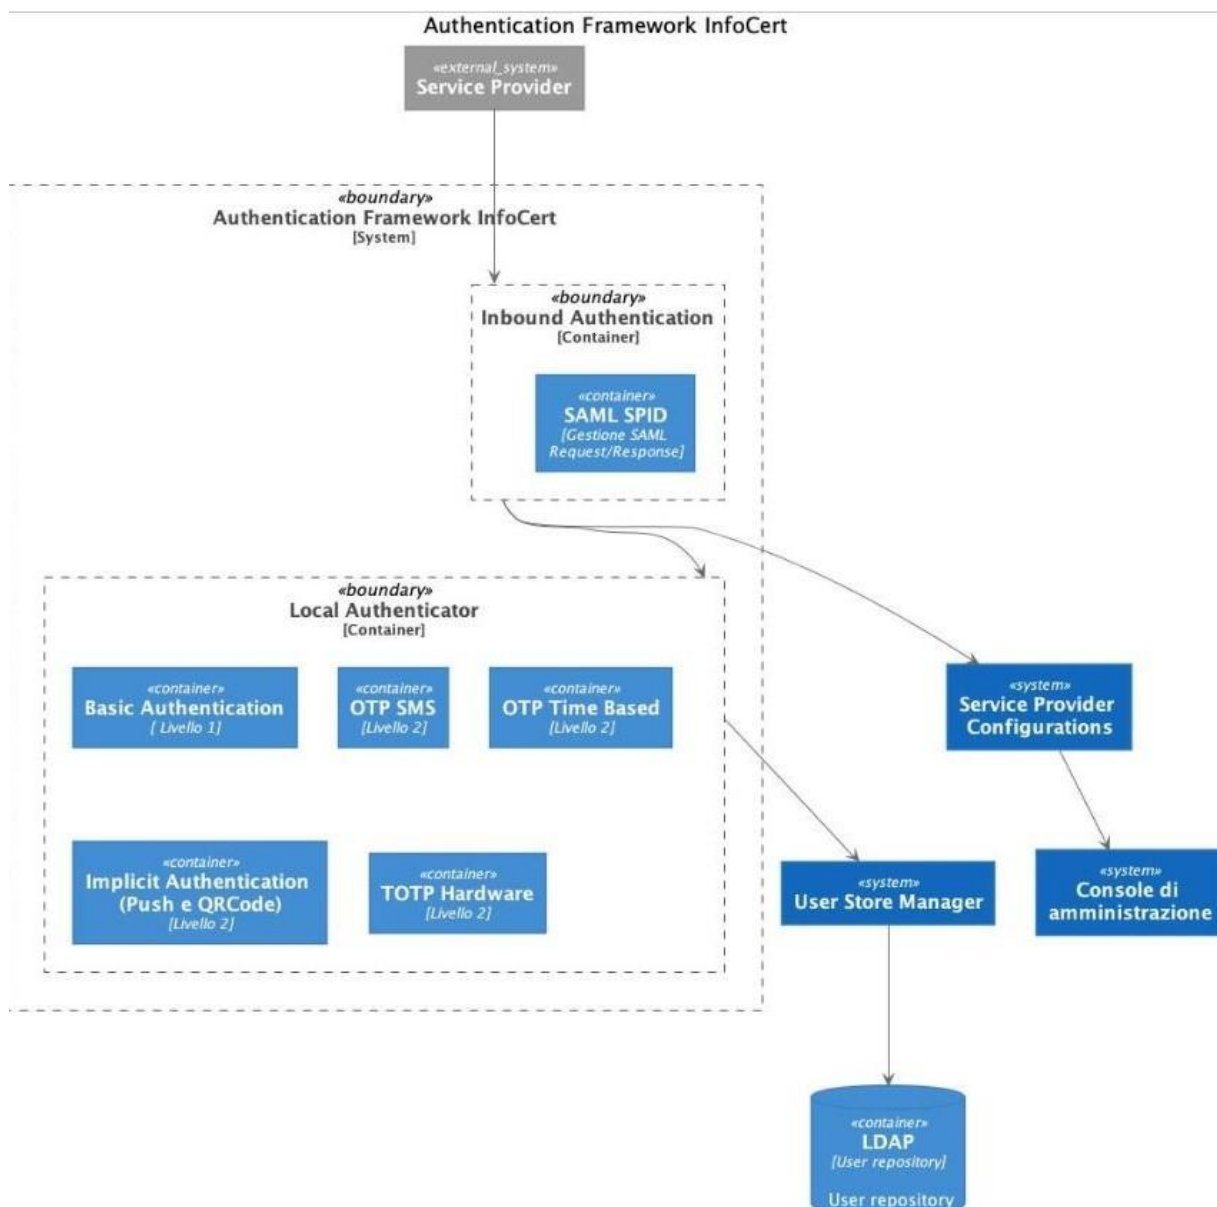 Authentication Framework InfoCert
«external_system»
Service Provider
«boundary»
Authentication Framework InfoCert
[System]
«boundary»
Inbound Authentication
[Container]
«container»
SAML SPID
[Gestione SAML
Request/Response]
«boundary»
Local Authenticator
[Container]
«container»
Basic Authentication
[ Livello 1]
«container»
OTP SMS
[Livello 2]
«container»
OTP Time Based
[Livello 2]
«system»
Service Provider
Configurations
«container»
Implicit Authentication
(Push e QRCode)
[Livello 2]
«container»
TOTP Hardware
[Livello 2]
«system»
User Store Manager
«system»
Console di
amministrazione
«container»
LDAP
[User repository]
User repository